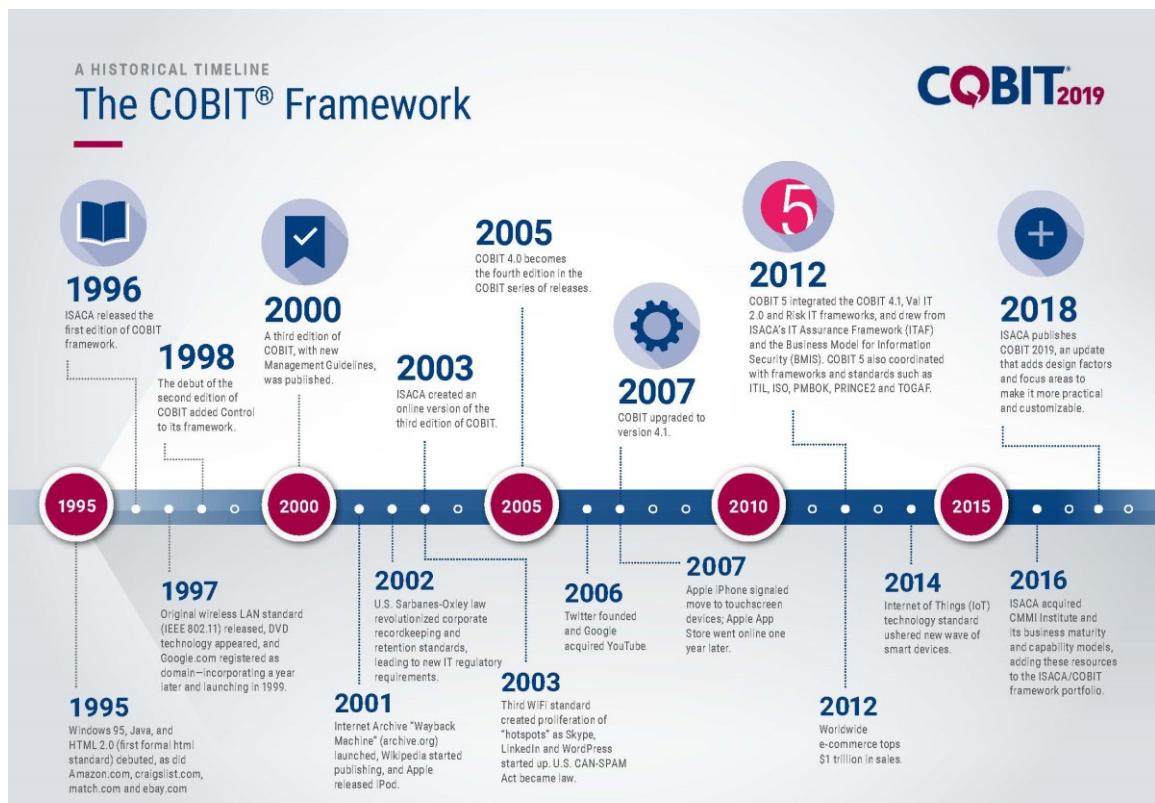 A HISTORICAL TIMELINE
The COBIT® Framework
COBIT® 2019
1996
ISACA released the
first edition of COBIT
framework.
1998
The debut of the
second edition of
COBIT added Control
to its framework.
2000
A third edition of
COBIT, with new
Management Guidelines,
was published.
2003
ISACA created an
online version of the
third edition of COBIT.
2005
COBIT 4.0 becomes
the fourth edition in the
COBIT series of releases.
2007
COBIT upgraded to
version 4.1.
5
2012
COBIT 5 integrated the COBIT 4.1, Val IT
2.0 and Risk IT frameworks, and drew from
ISACA's IT Assurance Framework (ITAF)
and the Business Model for Information
Security (BMIS). COBIT 5 also coordinated
with frameworks and standards such as
ITIL, ISO, PMBOK, PRINCE2 and TOGAF.
2018
ISACA publishes
COBIT 2019, an update
that adds design factors
and focus areas to
make it more practical
and customizable.
1995
2000
2005
2010
2015
1995
Windows 95, Java, and
HTML 2.0 (first formal html
standard) debuted, as did
Amazon.com, craigslist.com,
match.com and ebay.com
1997
Original wireless LAN standard
(IEEE 802.11) released, DVD
technology appeared, and
Google.com registered as
domain—incorporating a year
later and launching in 1999.
2001
Internet Archive "Wayback
Machine" (archive.org)
launched, Wikipedia started
publishing, and Apple
released iPod.
2002
U.S. Sarbanes-Oxley law
revolutionized corporate
recordkeeping and
retention standards,
leading to new IT regulatory
requirements.
2003
Third WiFi standard
created proliferation of
"hotspots" as Skype,
LinkedIn and WordPress
started up. U.S. CAN-SPAM
Act became law.
2006
Twitter founded
and Google
acquired YouTube.
2007
Apple iPhone signaled
move to touchscreen
devices; Apple App
Store went online one
year later.
2012
Worldwide
e-commerce tops
$1 trillion in sales.
2014
Internet of Things (IoT)
technology standard
ushered new wave of
smart devices.
2016
ISACA acquired
CMMI Institute and
its business maturity
and capability models,
adding these resources
to the ISACA/COBIT
framework portfolio.